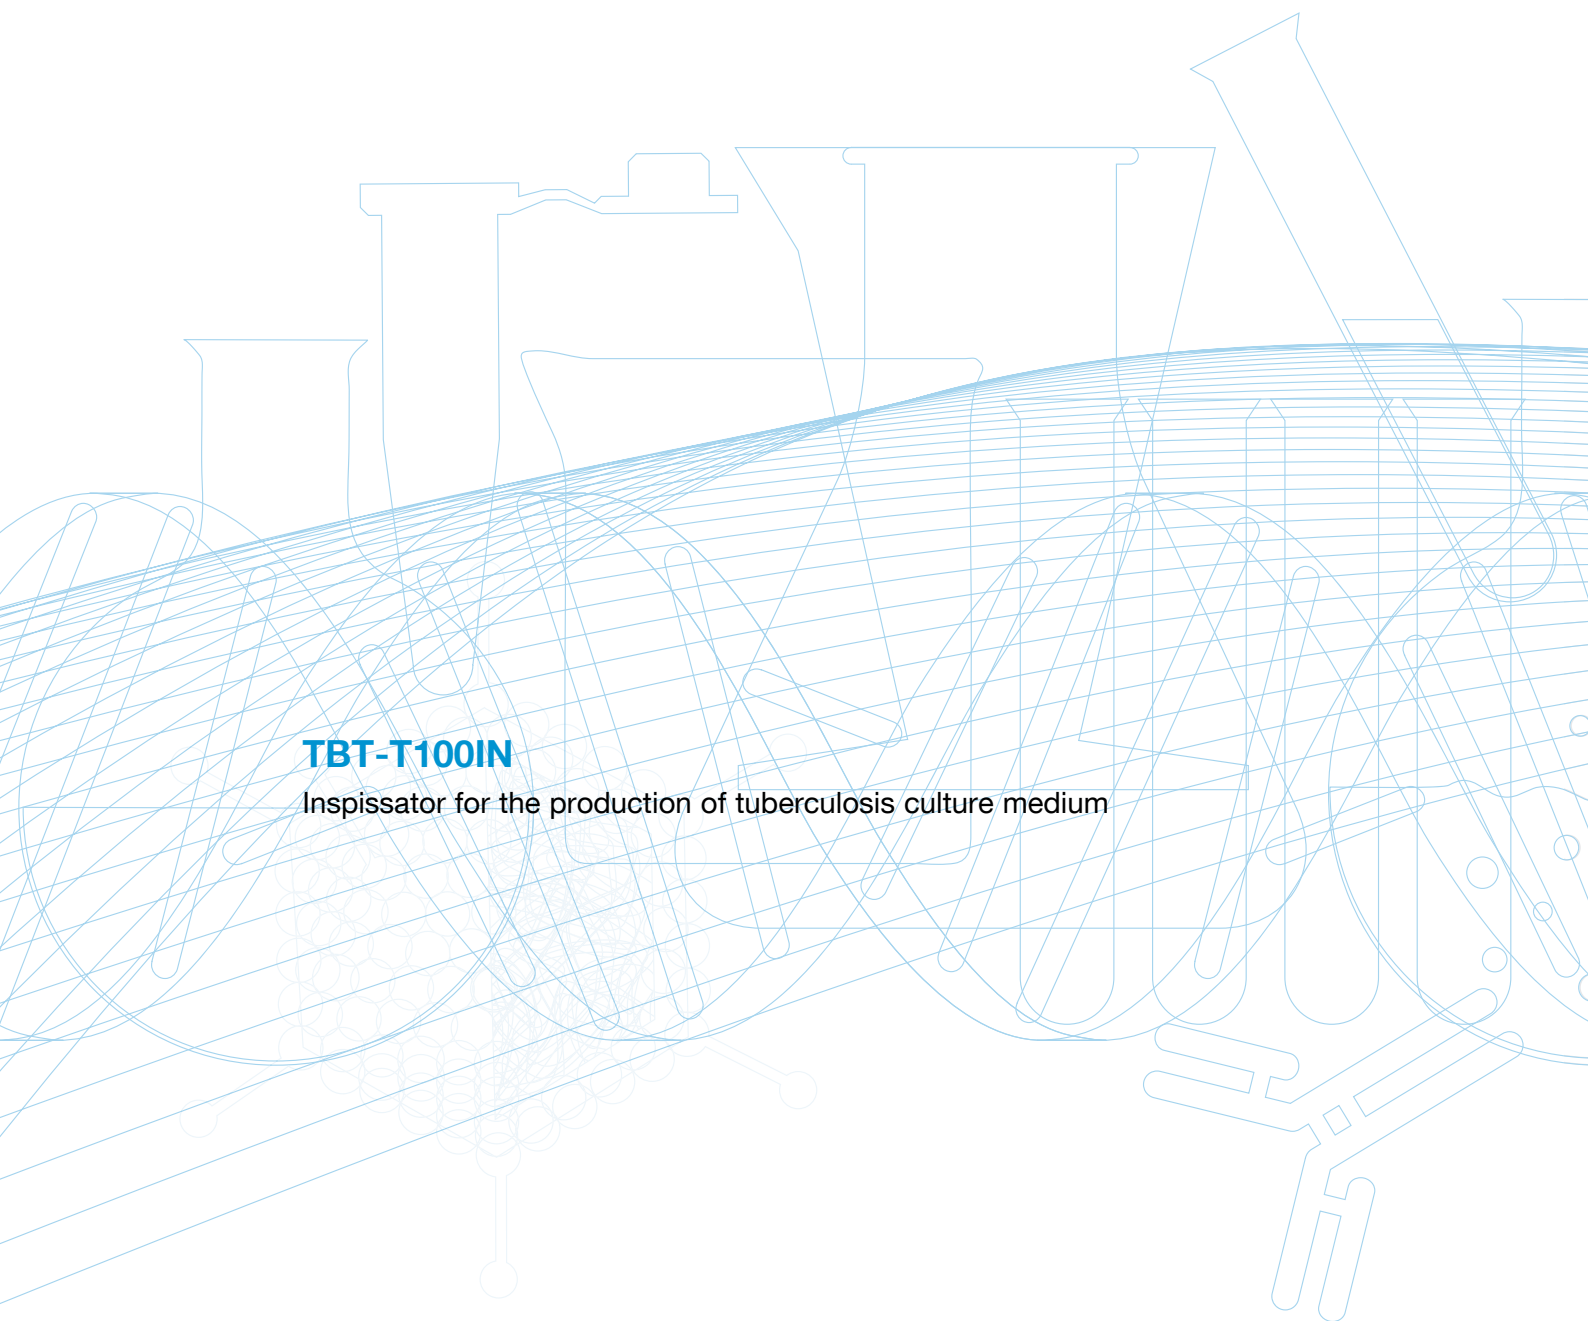 TBT-T100IN
Inspissator for the production of tuberculosis culture medium